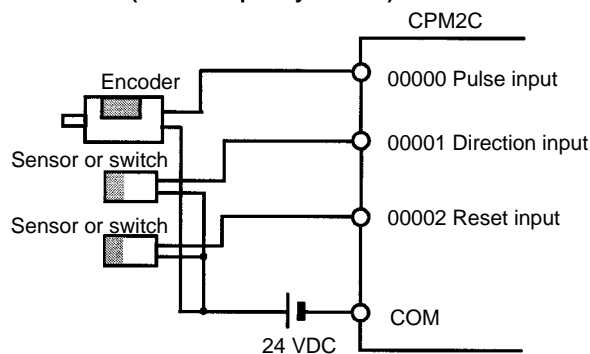 CPM2C
Encoder
00000 Pulse input
00001 Direction input
Sensor or switch
00002 Reset input
Sensor or switch
COM
24 VDC